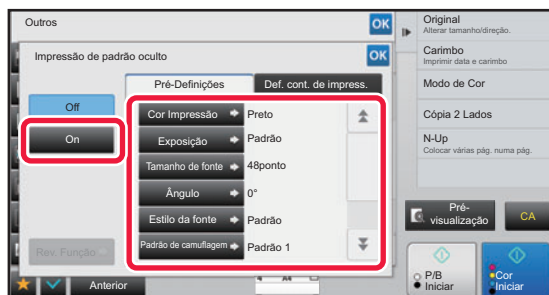 Outros
OK
Impressão de padrão oculto
OK
Pré-Definições
Def. cont. de impress.
Off
On
Cor Impressão
Preto
Exposição
Padrão
Tamanho de fonte
48ponto
Ângulo
0°
Estilo da fonte
Padrão
Padrão de camuflagem
Padrão 1
Rev. Função
Anterior
A4
Original
Alterar tamanho/direção.
Carimbo
Imprimir data e carimbo
Modo de Cor
Cópia 2 Lados
N-Up
Colocar várias pág. numa pág.
Pré-
visualização
CA
P/B
Iniciar
Cor
Iniciar